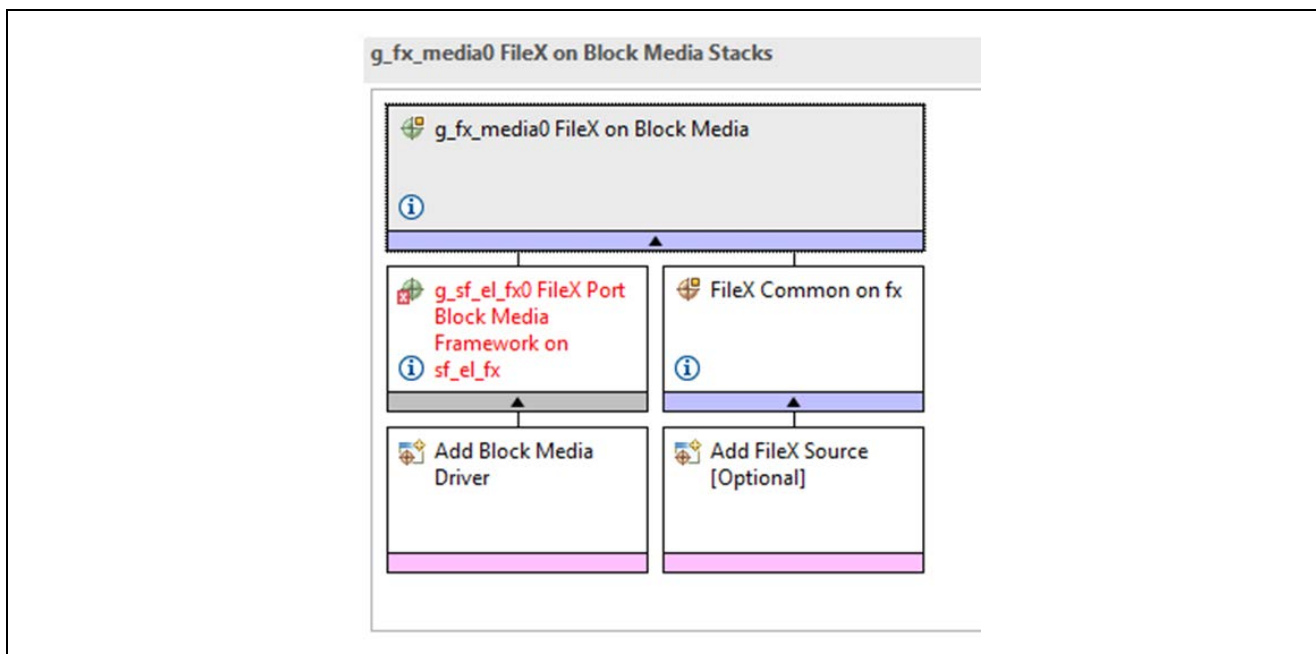 g_fx_media0 FileX on Block Media Stacks
g_fx_media0 FileX on Block Media
g_sf_el_fx0 FileX Port
Block Media
Framework on
sf_el_fx
FileX Common on fx
Add Block Media
Driver
Add FileX Source
[Optional]